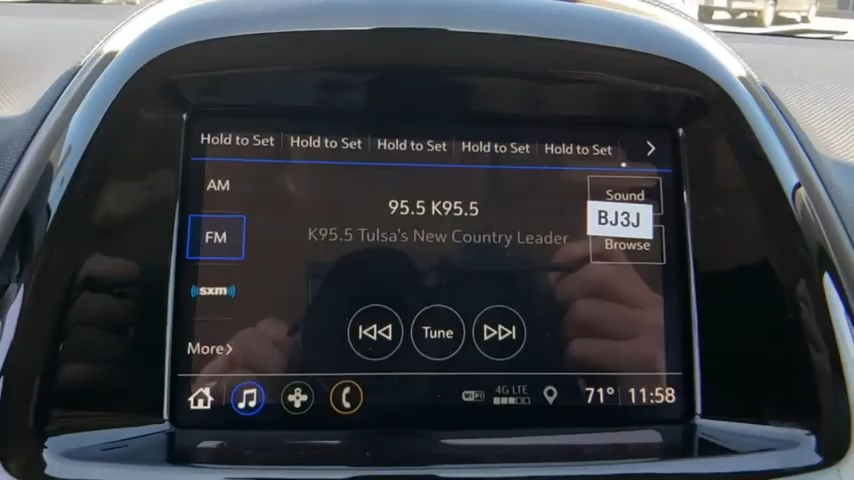 Hold to Set Hold to Set Hold to Set Hold to Set Hold to Set
AM
Sound
95.5 K95.5
BJ3J
FM
K95.5 Tulsa's New Country Leader
Browse
((sxm))
Tune
More
WiFi
4G LTE
71° 11:58